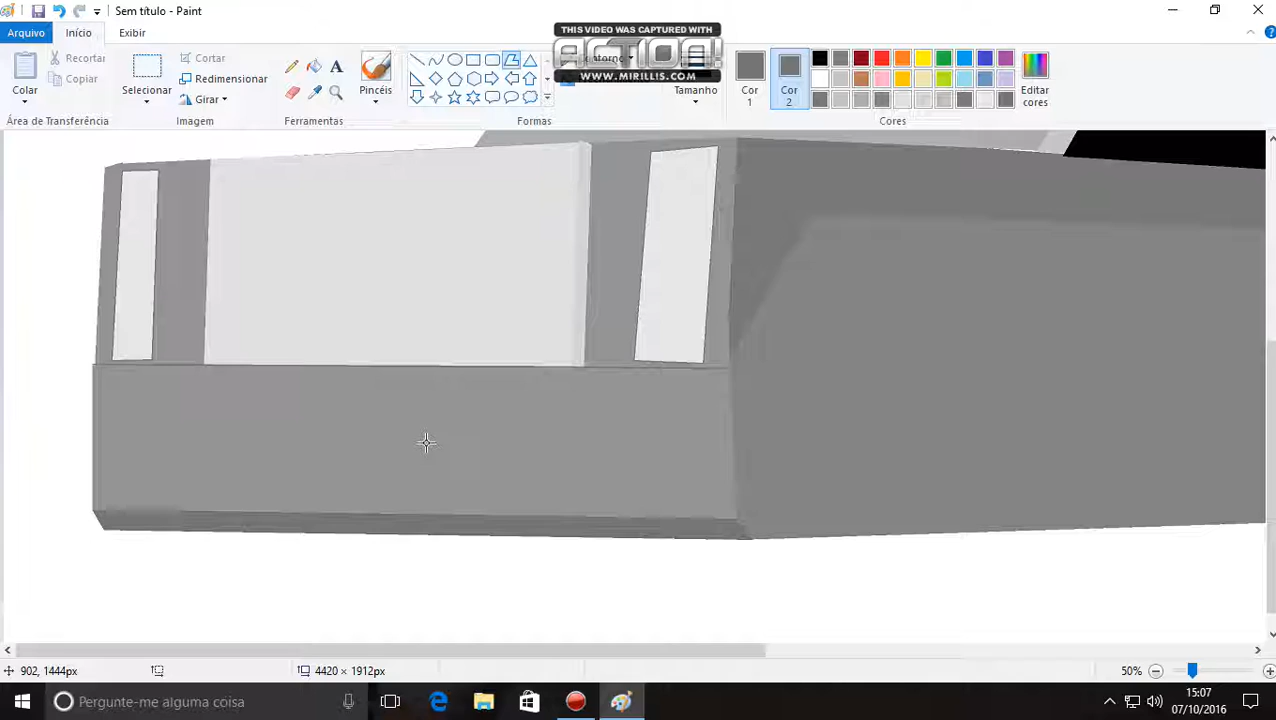 Sem título - Paint
Arquivo
Início
Exibir
THIS VIDEO WAS CAPTURED WITH
ACTION!
WWW.MIRILLIS.COM
Colar
Recortar
Copiar
Área de Transferência
Selecionar
Cortar
Redimensionar
Girar
Imagem
A
Ferramentas
Pincéis
Formas
Tamanho
Cor
1
Cor
2
Cores
Editar
cores
902, 1444px
4420 × 1912px
50%
Pergunte-me alguma coisa
15:07
07/10/2016